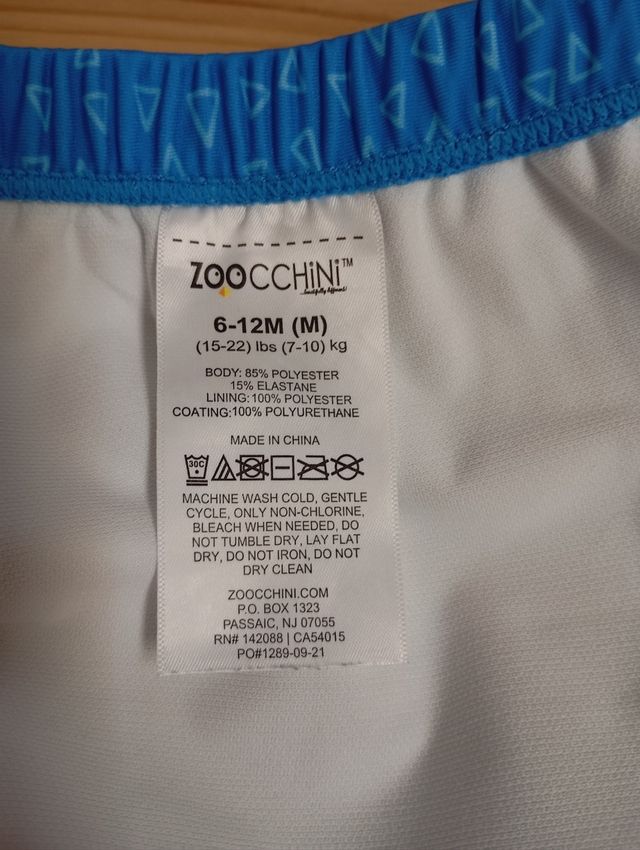 ZOOCCHiNi™
...beautifully different!
6-12M (M)
(15-22) lbs (7-10) kg
BODY: 85% POLYESTER
15% ELASTANE
LINING:100% POLYESTER
COATING:100% POLYURETHANE
MADE IN CHINA
30C
MACHINE WASH COLD, GENTLE
CYCLE, ONLY NON-CHLORINE,
BLEACH WHEN NEEDED, DO
NOT TUMBLE DRY, LAY FLAT
DRY, DO NOT IRON, DO NOT
DRY CLEAN
ZOOCCHINI.COM
P.O. BOX 1323
PASSAIC, NJ 07055
RN# 142088 | CA54015
PO#1289-09-21